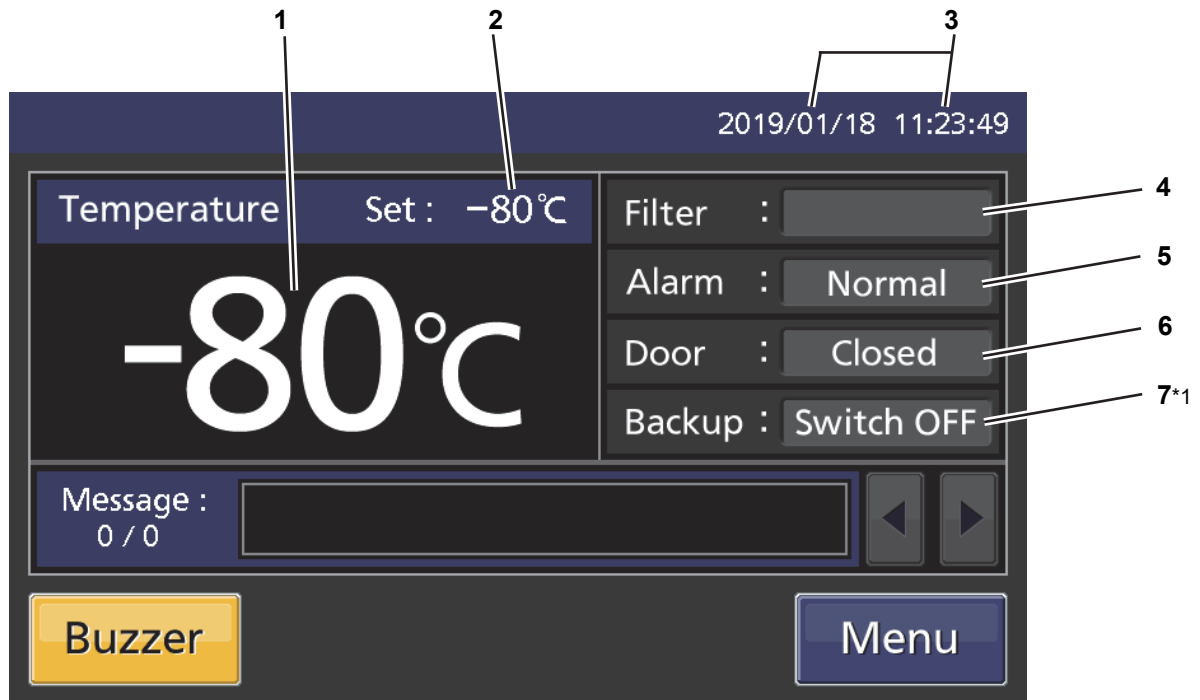 1 2 3
2019/01/18 11:23:49
Temperature Set : -80℃
-80℃
Filter :
4
Alarm : Normal
5
Door : Closed
6
Backup : Switch OFF
7*1
Message :
0 / 0
Buzzer
Menu